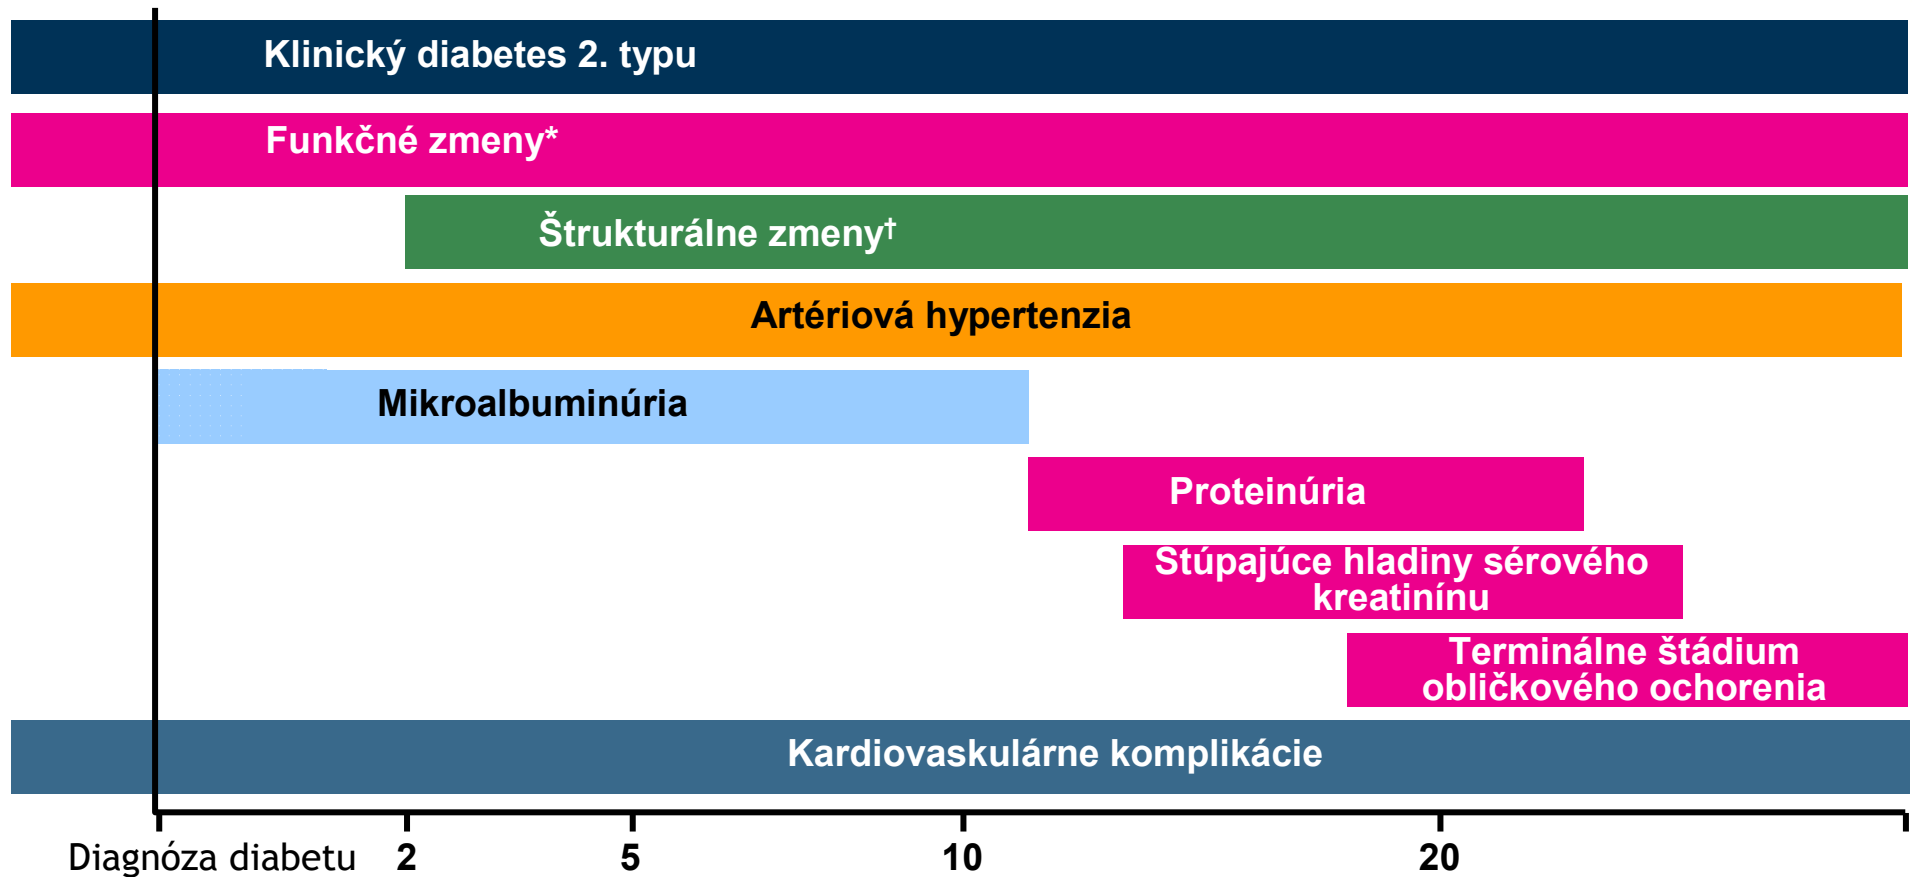 Klinický diabetes 2. typu
Funkčné zmeny*
Štrukturálne zmeny†
Artériová hypertenzia
Mikroalbuminúria
Proteinúria
Stúpajúce hladiny sérového
kreatinínu
Terminálne štádium
obličkového ochorenia
Kardiovaskulárne komplikácie
Diagnóza diabetu 2 5 10 20